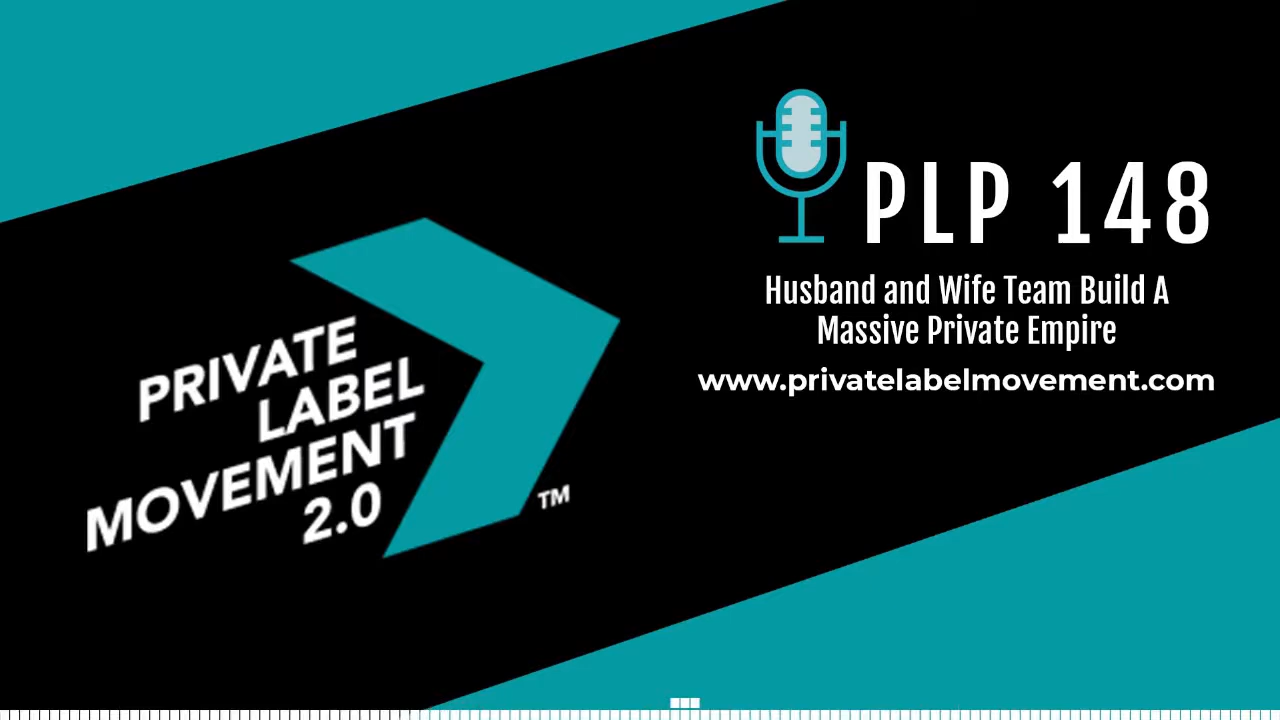 PRIVATE
LABEL
MOVEMENT
2.0
TM
PLP 148
Husband and Wife Team Build A
Massive Private Empire
www.privatelabelmovement.com